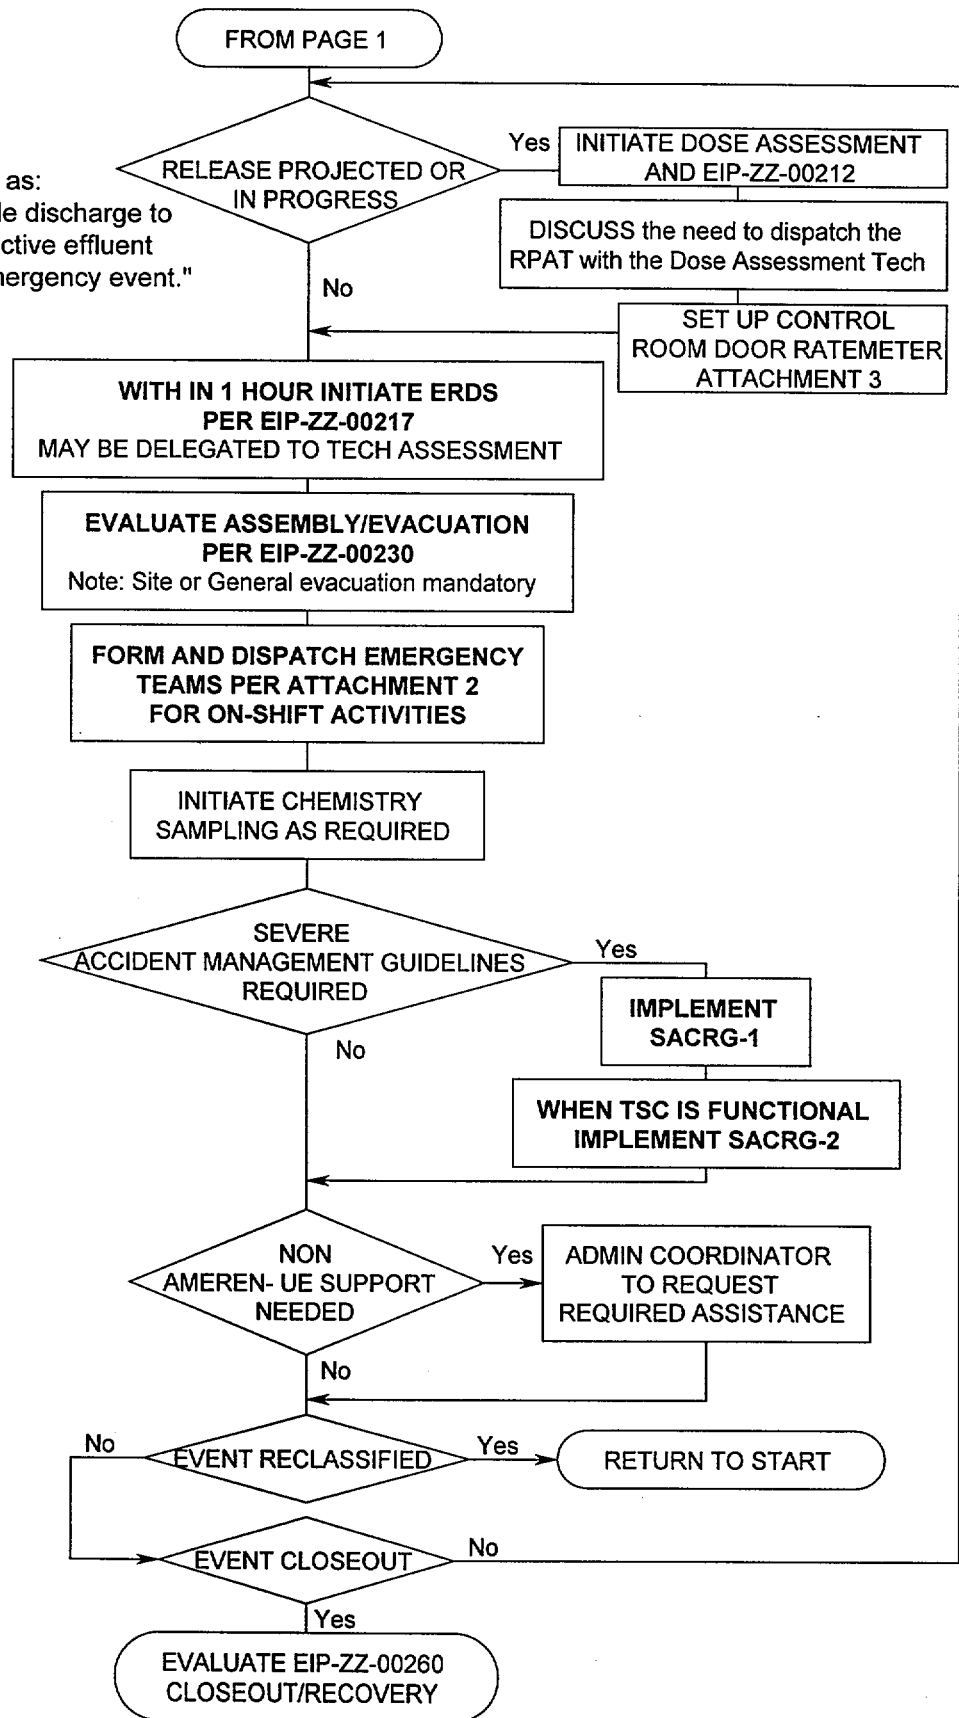 FROM PAGE 1
RELEASE PROJECTED OR
IN PROGRESS
Yes
INITIATE DOSE ASSESSMENT
AND EIP-ZZ-00212
as:
le discharge to
ctive effluent
nergency event."
DISCUSS the need to dispatch the
RPAT with the Dose Assessment Tech
No
SET UP CONTROL
ROOM DOOR RATEMETER
ATTACHMENT 3
WITH IN 1 HOUR INITIATE ERDS
PER EIP-ZZ-00217
MAY BE DELEGATED TO TECH ASSESSMENT
EVALUATE ASSEMBLY/EVACUATION
PER EIP-ZZ-00230
Note: Site or General evacuation mandatory
FORM AND DISPATCH EMERGENCY
TEAMS PER ATTACHMENT 2
FOR ON-SHIFT ACTIVITIES
INITIATE CHEMISTRY
SAMPLING AS REQUIRED
SEVERE
ACCIDENT MANAGEMENT GUIDELINES
REQUIRED
Yes
No
IMPLEMENT
SACRG-1
WHEN TSC IS FUNCTIONAL
IMPLEMENT SACRG-2
NON
AMEREN- UE SUPPORT
NEEDED
Yes
ADMIN COORDINATOR
TO REQUEST
REQUIRED ASSISTANCE
No
No
EVENT RECLASSIFIED
Yes
RETURN TO START
EVENT CLOSEOUT
No
Yes
EVALUATE EIP-ZZ-00260
CLOSEOUT/RECOVERY